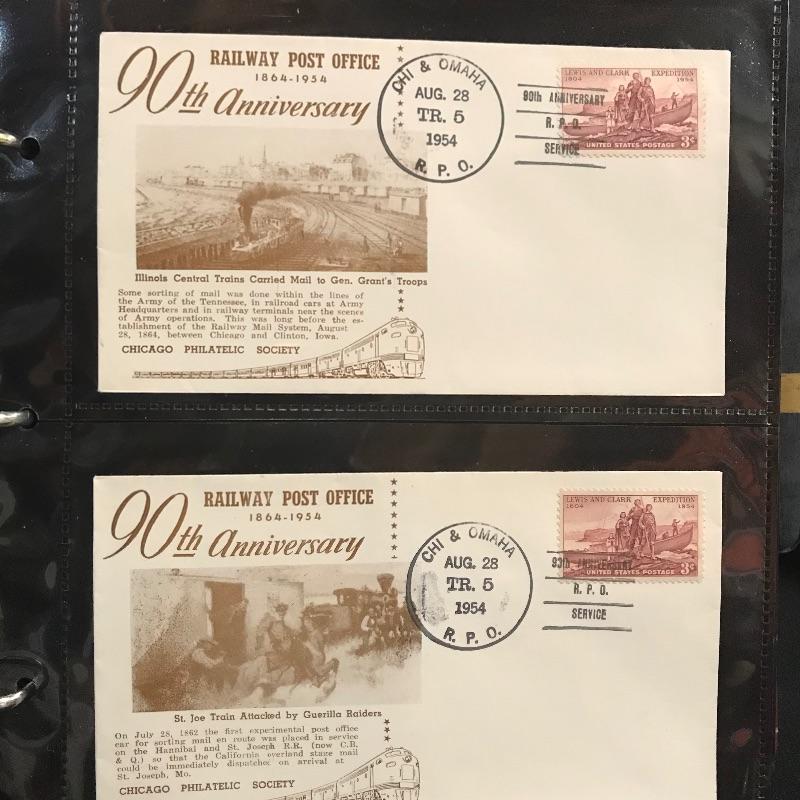 RAILWAY POST OFFICE
1864-1954
90th Anniversary
CHI & OMAHA
AUG. 28
TR. 5
1954
R. P. O.
90th ANNIVERSARY
R. P. O.
SERVICE
LEWIS AND CLARK EXPEDITION
1804 1954
UNITED STATES POSTAGE 3¢
Illinois Central Trains Carried Mail to Gen. Grant's Troops
Some sorting of mail was done within the lines of
the Army of the Tennessee, in railroad cars at Army
Headquarters and in railway terminals near the scenes
of Army operations. This was long before the es-
tablishment of the Railway Mail System, August
28, 1864, between Chicago and Clinton, Iowa.
CHICAGO PHILATELIC SOCIETY
RAILWAY POST OFFICE
1864-1954
90th Anniversary
CHI & OMAHA
AUG. 28
TR. 5
1954
R. P. O.
90th ANNIVERSARY
R. P. O.
SERVICE
LEWIS AND CLARK EXPEDITION
1804 1954
UNITED STATES POSTAGE 3¢
St. Joe Train Attacked by Guerilla Raiders
On July 28, 1862 the first experimental post office
car for sorting mail en route was placed in service
on the Hannibal and St. Joseph R.R. (now C.B.
& Q.) so that the California overland stage mail
could be immediately dispatched on arrival at
St. Joseph, Mo.
CHICAGO PHILATELIC SOCIETY